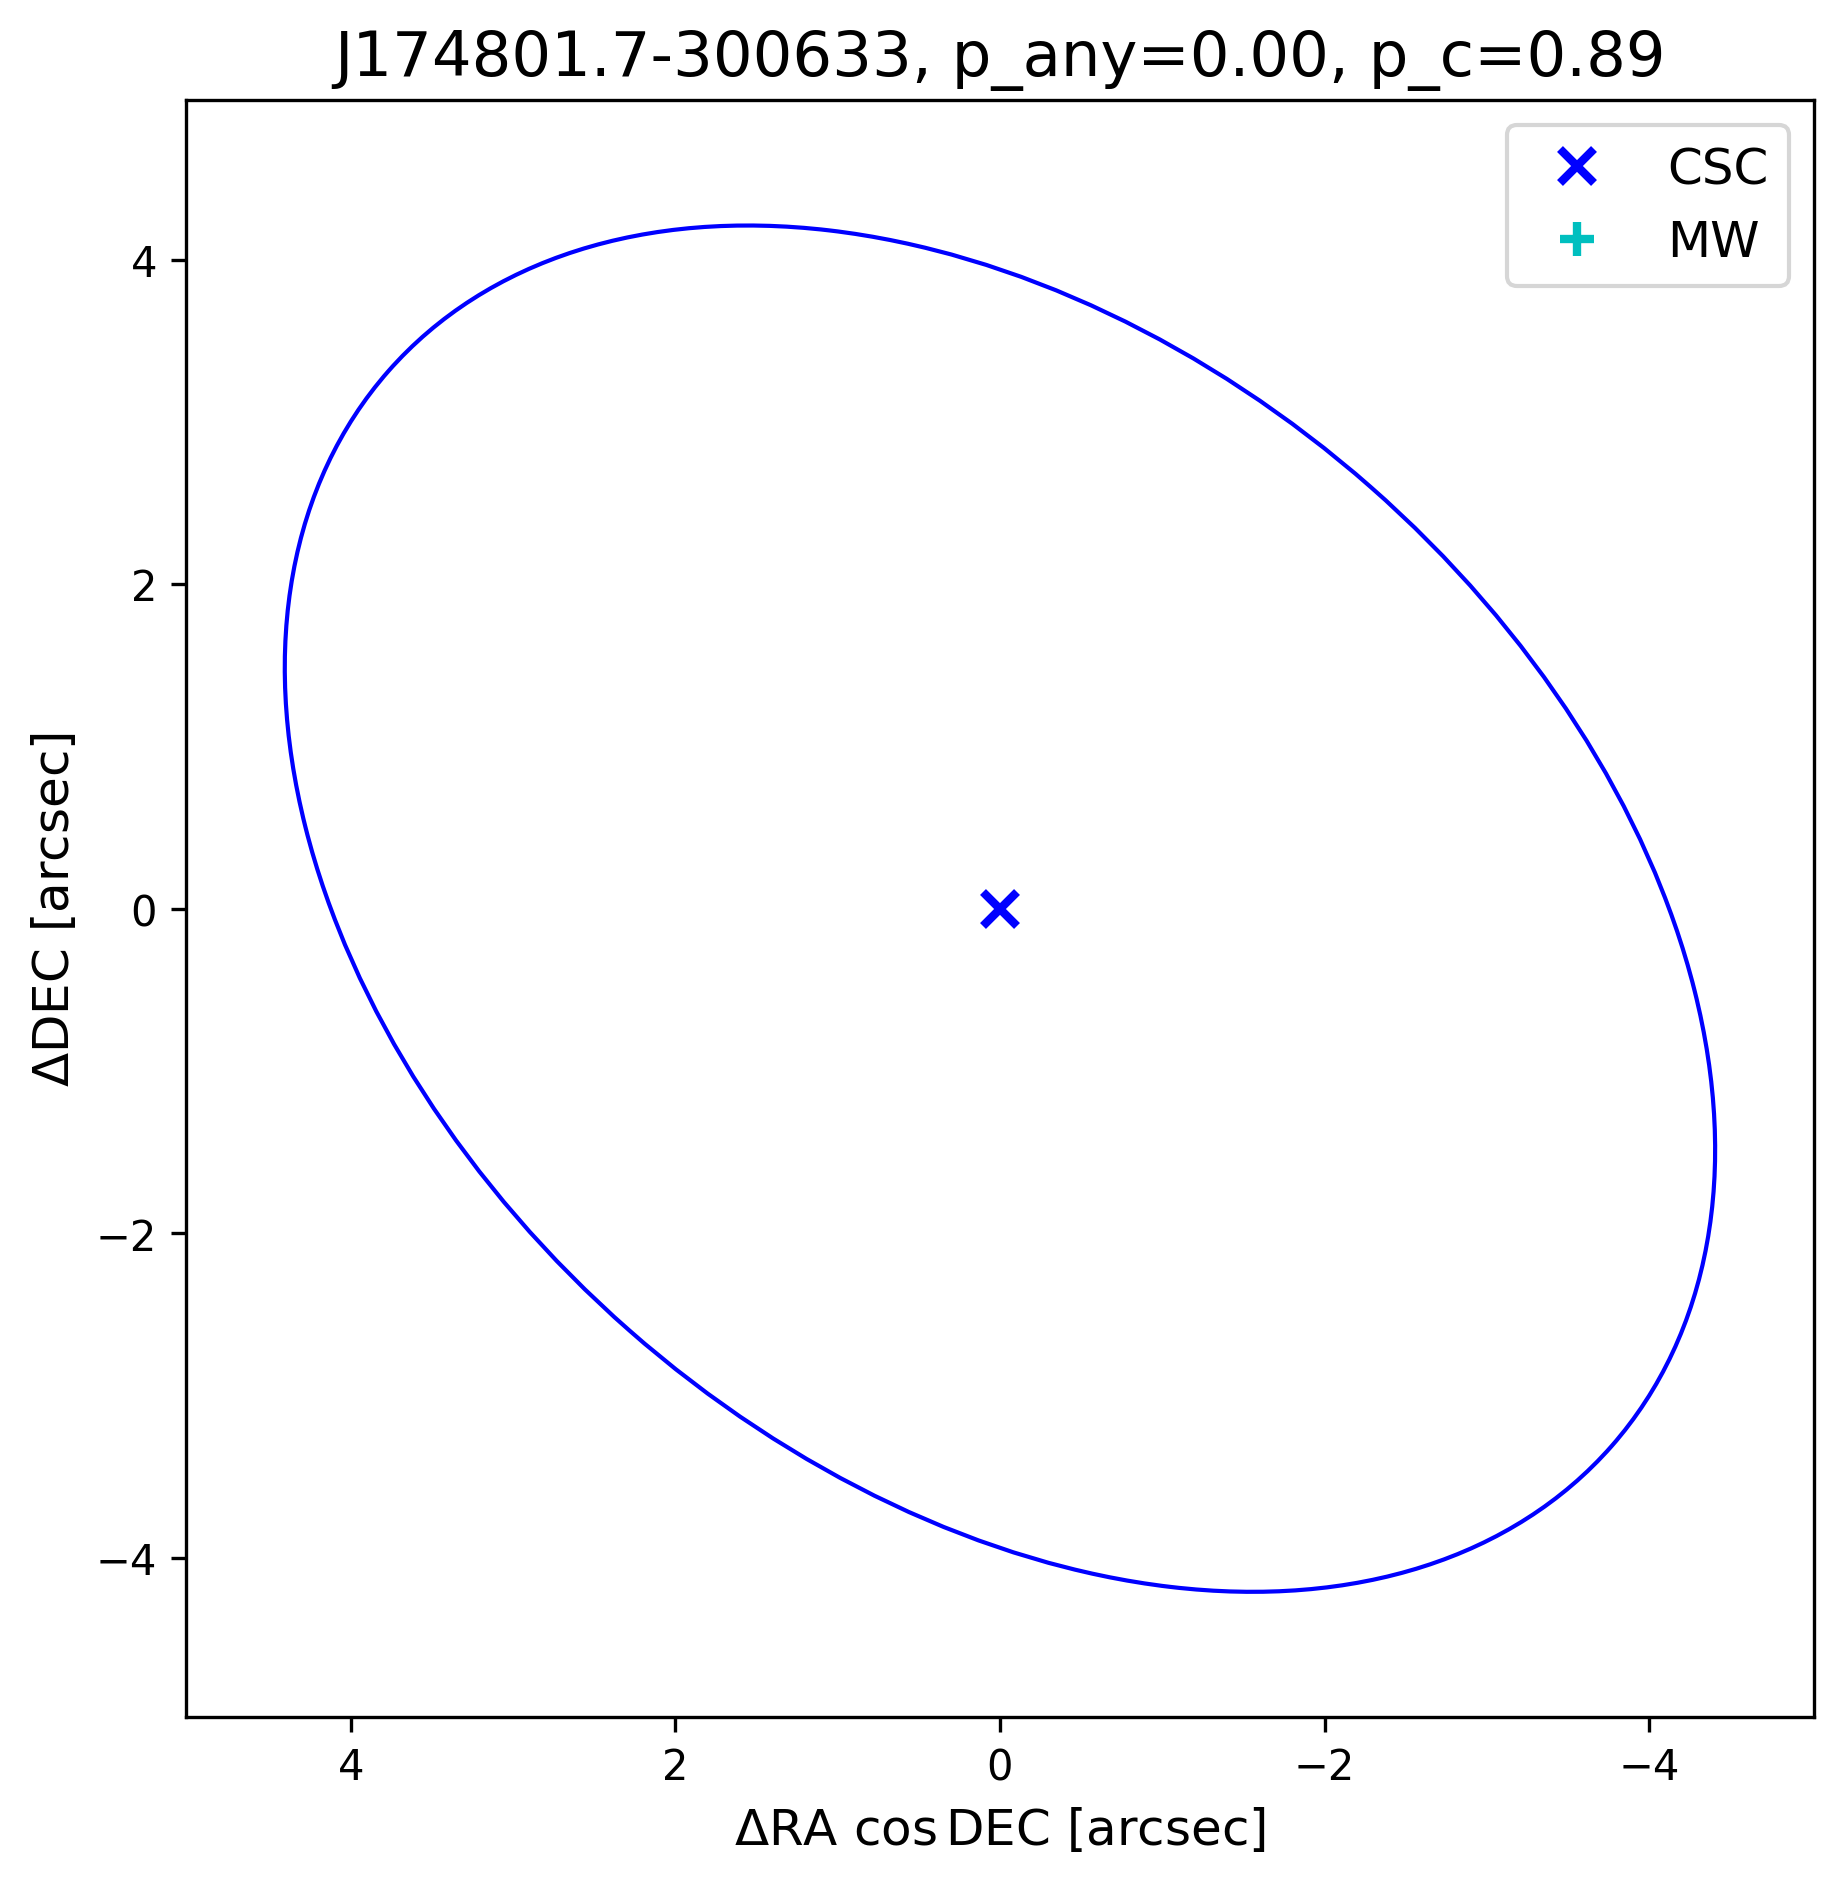 J174801.7-300633, p_any=0.00, p_c=0.89
CSC
MW
4
2
0
−2
−4
ΔDEC [arcsec]
4
2
0
−2
−4
ΔRA cos DEC [arcsec]